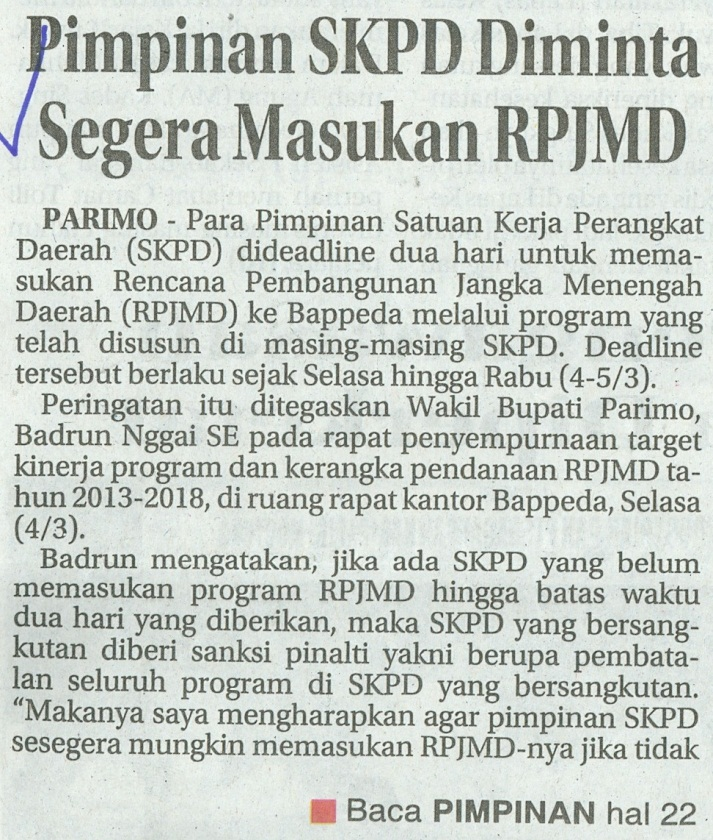 Pimpinan SKPD Diminta
Segera Masukan RPJMD
PARIMO - Para Pimpinan Satuan Kerja Perangkat
Daerah (SKPD) dideadline dua hari untuk mema-
sukan Rencana Pembangunan Jangka Menengah
Daerah (RPJMD) ke Bappeda melalui program yang
telah disusun di masing-masing SKPD. Deadline
tersebut berlaku sejak Selasa hingga Rabu (4-5/3).
Peringatan itu ditegaskan Wakil Bupati Parimo,
Badrun Nggai SE pada rapat penyempurnaan target
kinerja program dan kerangka pendanaan RPJMD ta-
hun 2013-2018, di ruang rapat kantor Bappeda, Selasa
(4/3).
Badrun mengatakan, jika ada SKPD yang belum
memasukan program RPJMD hingga batas waktu
dua hari yang diberikan, maka SKPD yang bersang-
kutan diberi sanksi pinalti yakni berupa pembata-
lan seluruh program di SKPD yang bersangkutan.
“Makanya saya mengharapkan agar pimpinan SKPD
sesegera mungkin memasukan RPJMD-nya jika tidak
Baca PIMPINAN hal 22